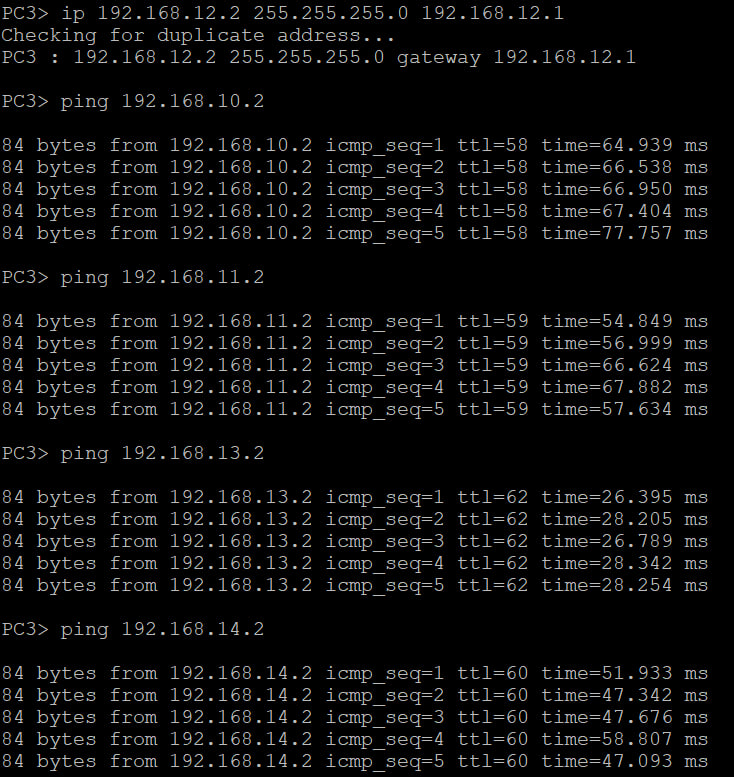 PC3> ip 192.168.12.2 255.255.255.0 192.168.12.1
Checking for duplicate address...
PC3 : 192.168.12.2 255.255.255.0 gateway 192.168.12.1
PC3> ping 192.168.10.2
84 bytes from 192.168.10.2 icmp_seq=1 ttl=58 time=64.939 ms
84 bytes from 192.168.10.2 icmp_seq=2 ttl=58 time=66.538 ms
84 bytes from 192.168.10.2 icmp_seq=3 ttl=58 time=66.950 ms
84 bytes from 192.168.10.2 icmp_seq=4 ttl=58 time=67.404 ms
84 bytes from 192.168.10.2 icmp_seq=5 ttl=58 time=77.757 ms
PC3> ping 192.168.11.2
84 bytes from 192.168.11.2 icmp_seq=1 ttl=59 time=54.849 ms
84 bytes from 192.168.11.2 icmp_seq=2 ttl=59 time=56.999 ms
84 bytes from 192.168.11.2 icmp_seq=3 ttl=59 time=66.624 ms
84 bytes from 192.168.11.2 icmp_seq=4 ttl=59 time=67.882 ms
84 bytes from 192.168.11.2 icmp_seq=5 ttl=59 time=57.634 ms
PC3> ping 192.168.13.2
84 bytes from 192.168.13.2 icmp_seq=1 ttl=62 time=26.395 ms
84 bytes from 192.168.13.2 icmp_seq=2 ttl=62 time=28.205 ms
84 bytes from 192.168.13.2 icmp_seq=3 ttl=62 time=26.789 ms
84 bytes from 192.168.13.2 icmp_seq=4 ttl=62 time=28.342 ms
84 bytes from 192.168.13.2 icmp_seq=5 ttl=62 time=28.254 ms
PC3> ping 192.168.14.2
84 bytes from 192.168.14.2 icmp_seq=1 ttl=60 time=51.933 ms
84 bytes from 192.168.14.2 icmp_seq=2 ttl=60 time=47.342 ms
84 bytes from 192.168.14.2 icmp_seq=3 ttl=60 time=47.676 ms
84 bytes from 192.168.14.2 icmp_seq=4 ttl=60 time=58.807 ms
84 bytes from 192.168.14.2 icmp_seq=5 ttl=60 time=47.093 ms